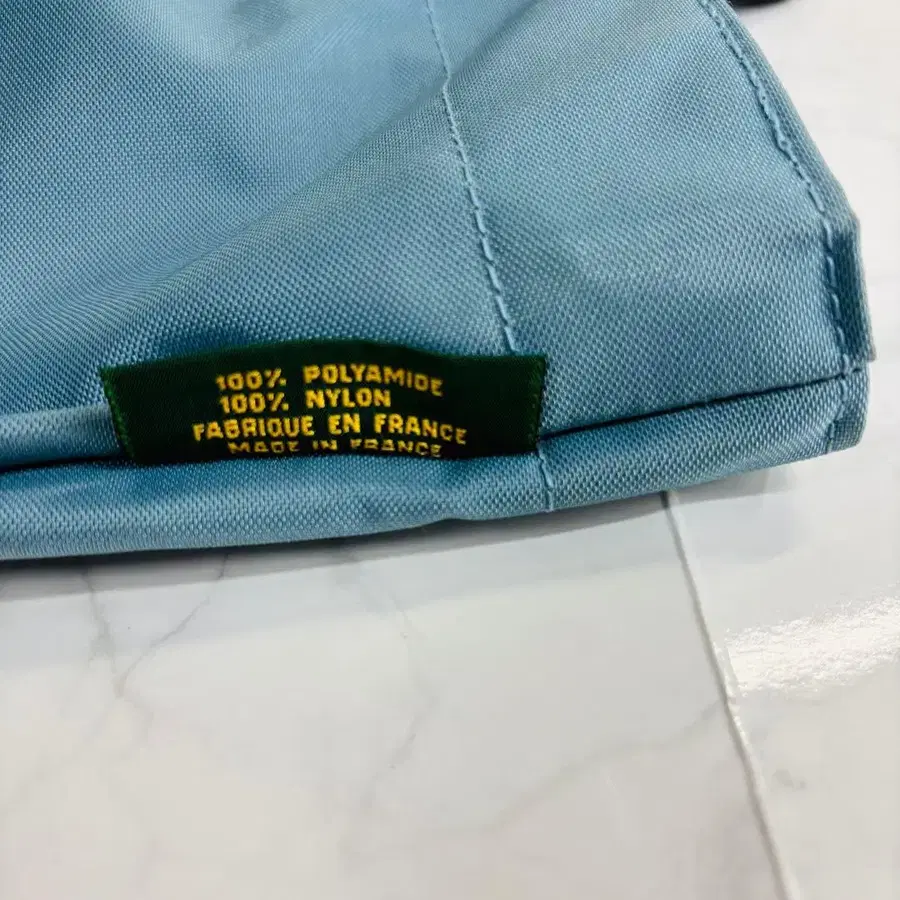 100% POLYAMIDE
100% NYLON
FABRIQUE EN FRANCE
MADE IN FRANCE